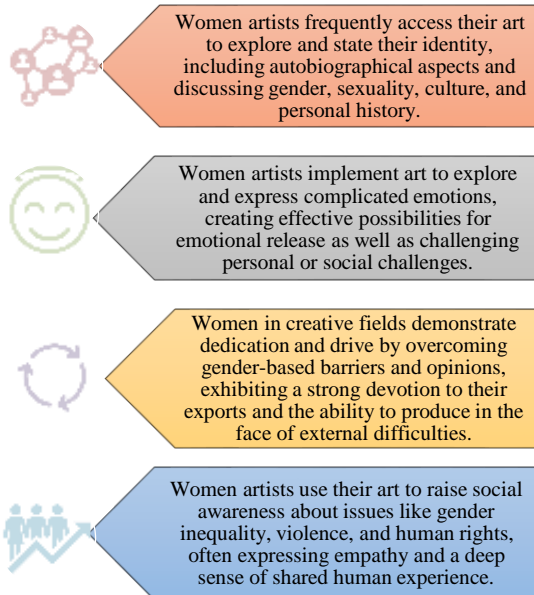 Women artists frequently access their art
to explore and state their identity,
including autobiographical aspects and
discussing gender, sexuality, culture, and
personal history.
Women artists implement art to explore
and express complicated emotions,
creating effective possibilities for
emotional release as well as challenging
personal or social challenges.
Women in creative fields demonstrate
dedication and drive by overcoming
gender-based barriers and opinions,
exhibiting a strong devotion to their
exports and the ability to produce in the
face of external difficulties.
Women artists use their art to raise social
awareness about issues like gender
inequality, violence, and human rights,
often expressing empathy and a deep
sense of shared human experience.